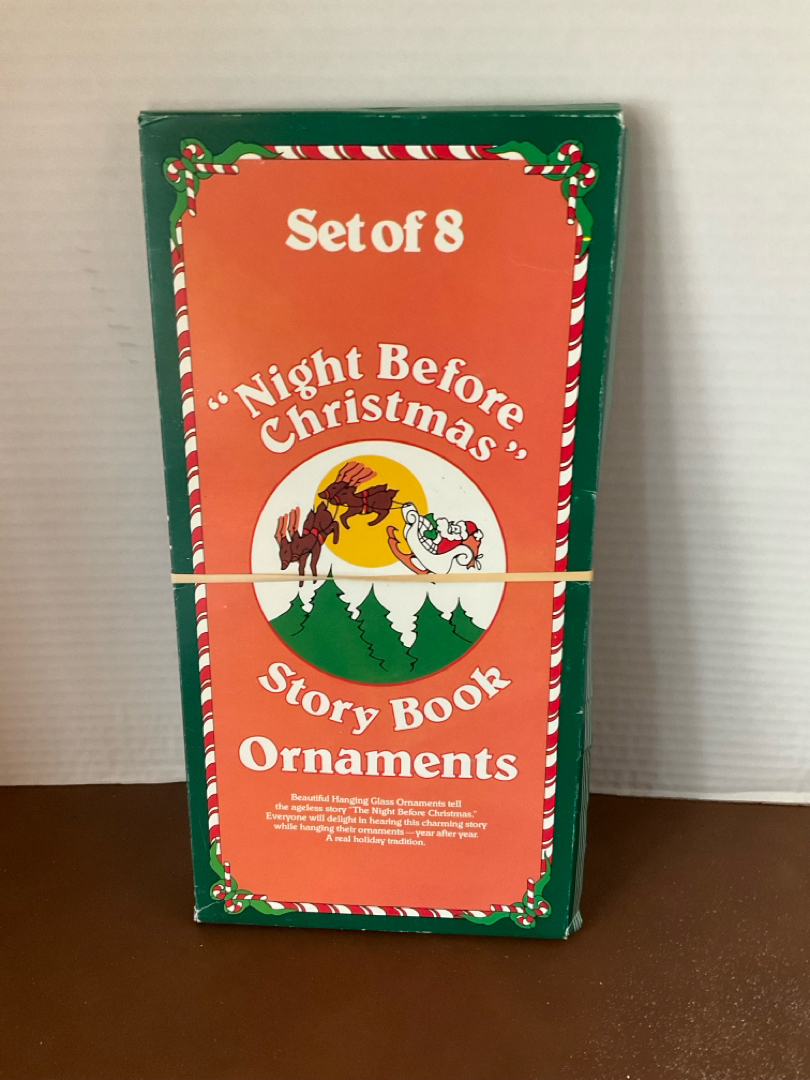 Set of 8
"Night Before
Christmas"
Story Book
Ornaments
Beautiful Hanging Glass Ornaments tell
the ageless story "The Night Before Christmas."
Everyone will delight in hearing this charming story
while hanging their ornaments — year after year.
A real holiday tradition.